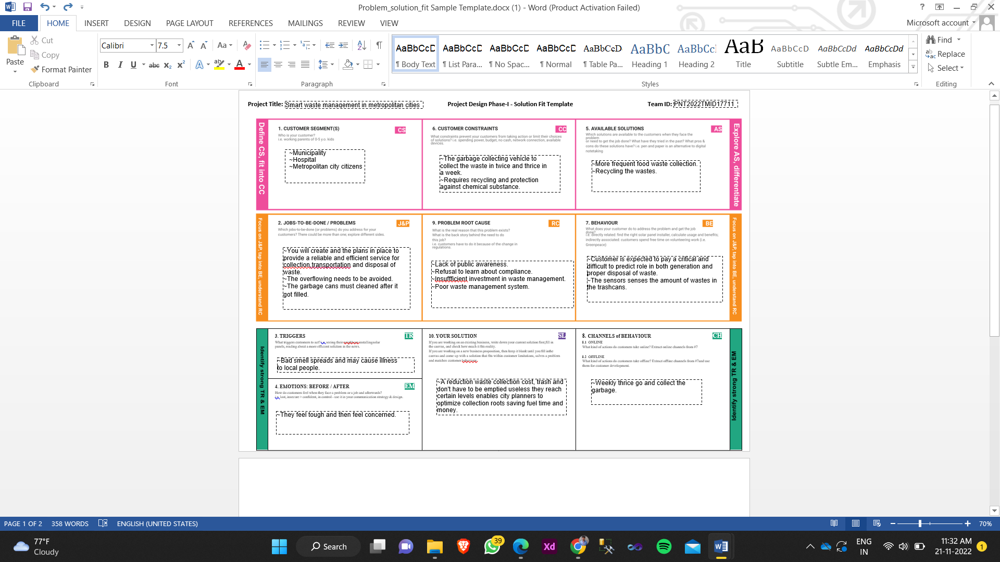 Problem_solution_fit Sample Template.docx (1) - Word (Product Activation Failed)
?
FILE
HOME
INSERT
DESIGN
PAGE LAYOUT
REFERENCES
MAILINGS
REVIEW
VIEW
Microsoft account
Paste
Cut
Copy
Format Painter
Clipboard
Calibri
7.5
Aa
B I U abc x₂ x²
Font
Paragraph
AaBbCcD AaBbCcD AaBbCcD AaBbCcD AaBbCcD AaBbC AaBbCc AaB AaBbCcD AaBbCcDd AaBbCcDd
¶ Body Text
¶ List Para...
¶ No Spac...
¶ Normal
¶ Table Pa...
Heading 1
Heading 2
Title
Subtitle
Subtle Em...
Emphasis
Styles
Find
Replace
Select
Editing
Project Title: Smart waste management in metropolitan cities
Project Design Phase-I - Solution Fit Template
Team ID: PNT2022TMID17711
Define CS, fit into CC
1. CUSTOMER SEGMENT(S)
CS
Who is your customer?
i.e. working parents of 0-5 y.o. kids
~Municipality
~Hospital
~Metropolitan city citizens
6. CUSTOMER CONSTRAINTS
CC
What constraints prevent your customers from taking action or limit their choices
of solutions? i.e. spending power, budget, no cash, network connection, available
devices.
~The garbage collecting vehicle to
collect the waste in twice and thrice in
a week.
~Requires recycling and protection
against chemical substance.
5. AVAILABLE SOLUTIONS
AS
Which solutions are available to the customers when they face the
problem
or need to get the job done? What have they tried in the past? What pros &
cons do these solutions have? i.e. pen and paper is an alternative to digital
notetaking
~More frequent food waste collection.
~Recycling the wastes.
Explore AS, differentiate
Focus on J&P, tap into BE, understand RC
2. JOBS-TO-BE-DONE / PROBLEMS
J&P
Which jobs-to-be-done (or problems) do you address for your
customers? There could be more than one; explore different sides.
~You will create and the plans in place to
provide a reliable and efficient service for
collection,transportation and disposal of
waste.
~The overflowing needs to be avoided.
~The garbage cans must cleaned after it
got filled.
9. PROBLEM ROOT CAUSE
RC
What is the real reason that this problem exists?
What is the back story behind the need to do
this job?
i.e. customers have to do it because of the change in
regulations.
~Lack of public awareness.
~Refusal to learn about compliance.
~Insuffficient investment in waste management.
~Poor waste management system.
7. BEHAVIOUR
BE
What does your customer do to address the problem and get the job
done?
i.e. directly related: find the right solar panel installer, calculate usage and benefits;
indirectly associated: customers spend free time on volunteering work (i.e.
Greenpeace)
~Customer is expected to pay a critical and
difficult to predict role in both generation and
proper disposal of waste.
~The sensors senses the amount of wastes in
the trashcans.
Focus on J&P, tap into BE, understand RC
Identify strong TR & EM
3. TRIGGERS
TR
What triggers customers to act? i.e. seeing their neighbour installing solar
panels, reading about a more efficient solution in the news.
~Bad smell spreads and may cause illness
to local people.
4. EMOTIONS: BEFORE / AFTER
EM
How do customers feel when they face a problem or a job and afterwards?
i.e. lost, insecure > confident, in control - use it in your communication strategy & design.
~They feel tough and then feel concerned.
10. YOUR SOLUTION
SL
If you are working on an existing business, write down your current solution first, fill in
the canvas, and check how much it fits reality.
If you are working on a new business proposition, then keep it blank until you fill in the
canvas and come up with a solution that fits within customer limitations, solves a problem
and matches customer behaviour.
~A reduction waste collection cost, trash and
don't have to be emptied useless they reach
certain levels enables city planners to
optimize collection roots saving fuel time and
money.
8. CHANNELS of BEHAVIOUR
CH
8.1 ONLINE
What kind of actions do customers take online? Extract online channels from #7
8.2 OFFLINE
What kind of actions do customers take offline? Extract offline channels from #7 and use
them for customer development.
~Weekly thrice go and collect the
garbage.
Identify strong TR & EM
PAGE 1 OF 2
358 WORDS
ENGLISH (UNITED STATES)
70%
77°F
Cloudy
Search
39
Xd
ENG
IN
11:32 AM
21-11-2022
1